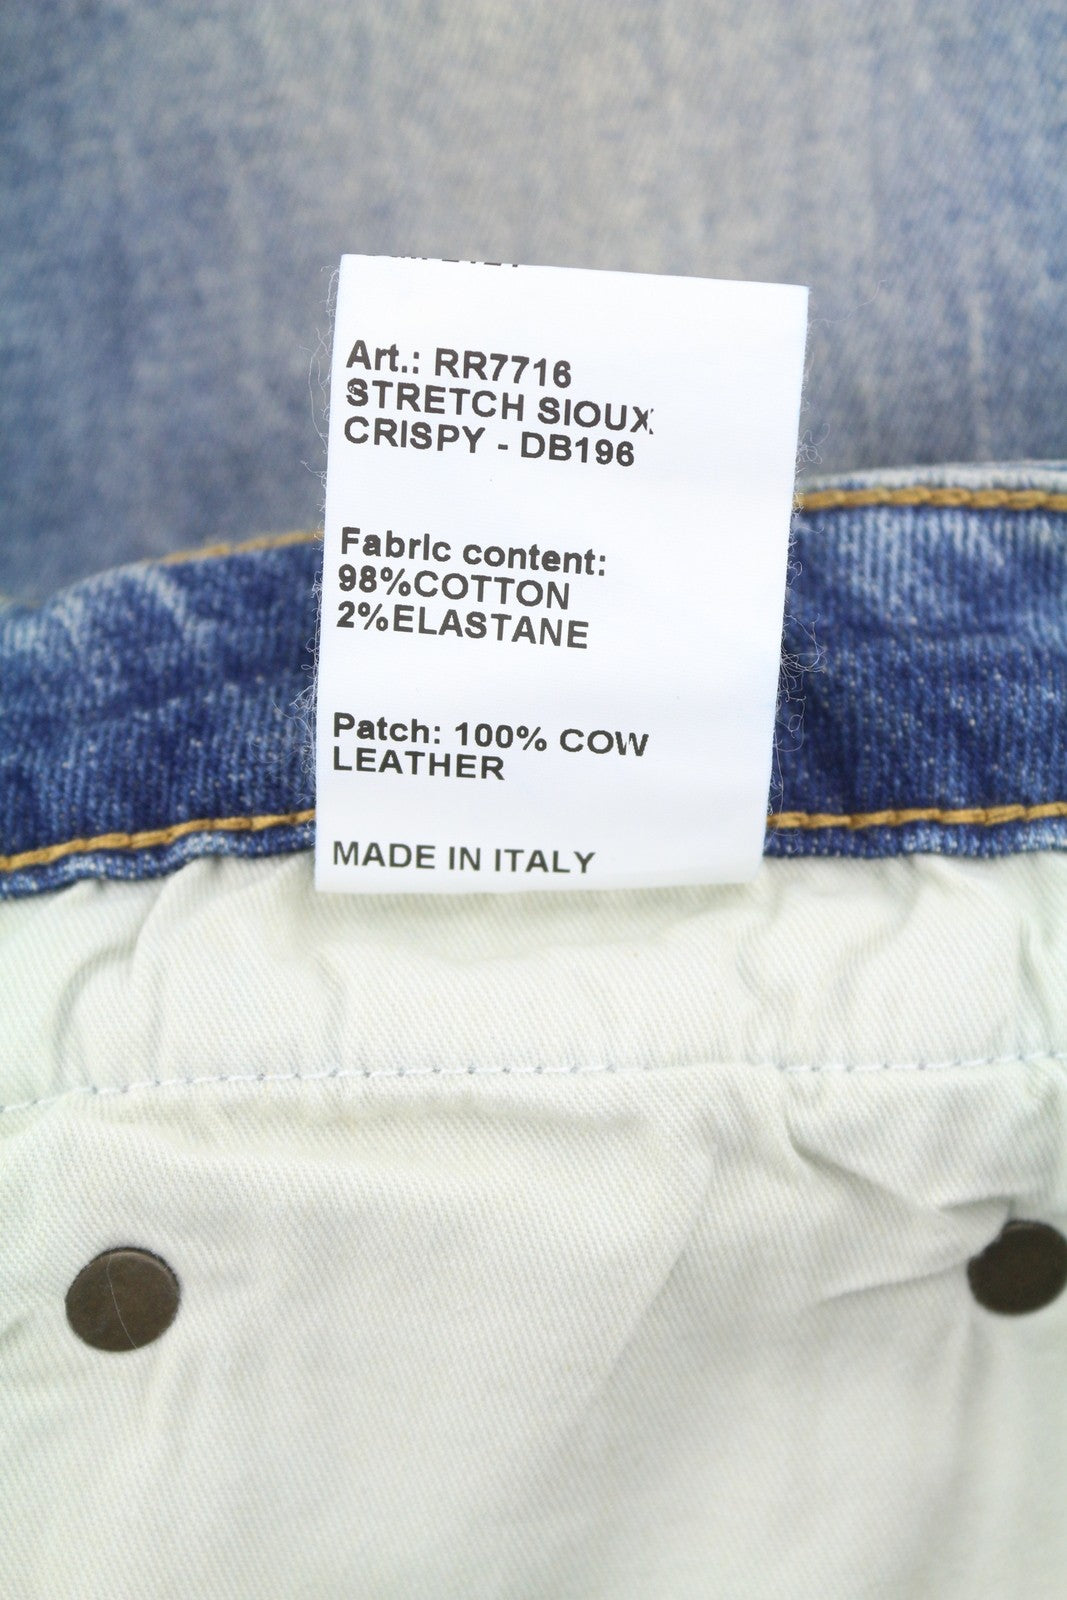 Art.: RR7716
STRETCH SIOUX
CRISPY - DB196
Fabric content:
98%COTTON
2%ELASTANE
Patch: 100% COW
LEATHER
MADE IN ITALY